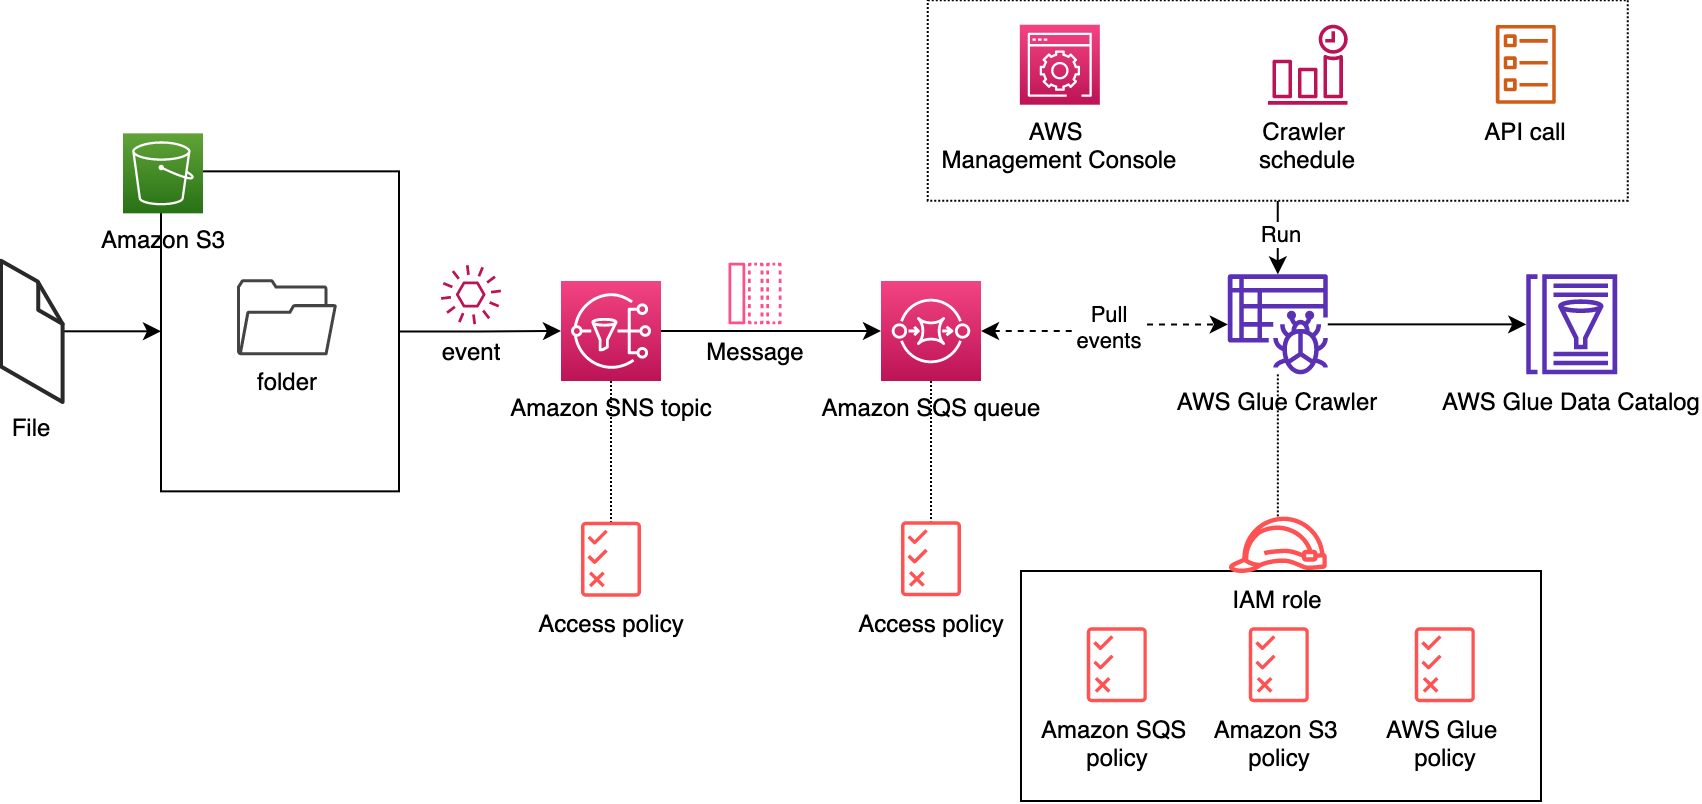 AWS
Management Console
Crawler
schedule
API call
Run
Amazon S3
File
folder
event
Amazon SNS topic
Message
Amazon SQS queue
Pull
events
AWS Glue Crawler
AWS Glue Data Catalog
Access policy
Access policy
IAM role
Amazon SQS
policy
Amazon S3
policy
AWS Glue
policy